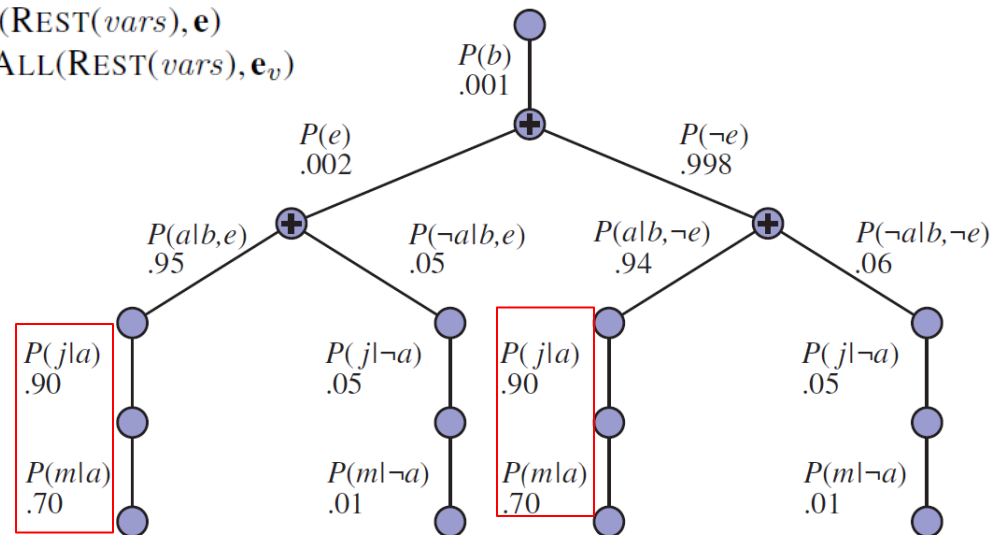 (REST(vars), e)
ALL(REST(vars), eᵥ)
P(b)
.001
P(e)
.002
P(¬e)
.998
P(a|b,e)
.95
P(¬a|b,e)
.05
P(a|b,¬e)
.94
P(¬a|b,¬e)
.06
P(j|a)
.90
P(j|¬a)
.05
P(j|a)
.90
P(j|¬a)
.05
P(m|a)
.70
P(m|¬a)
.01
P(m|a)
.70
P(m|¬a)
.01